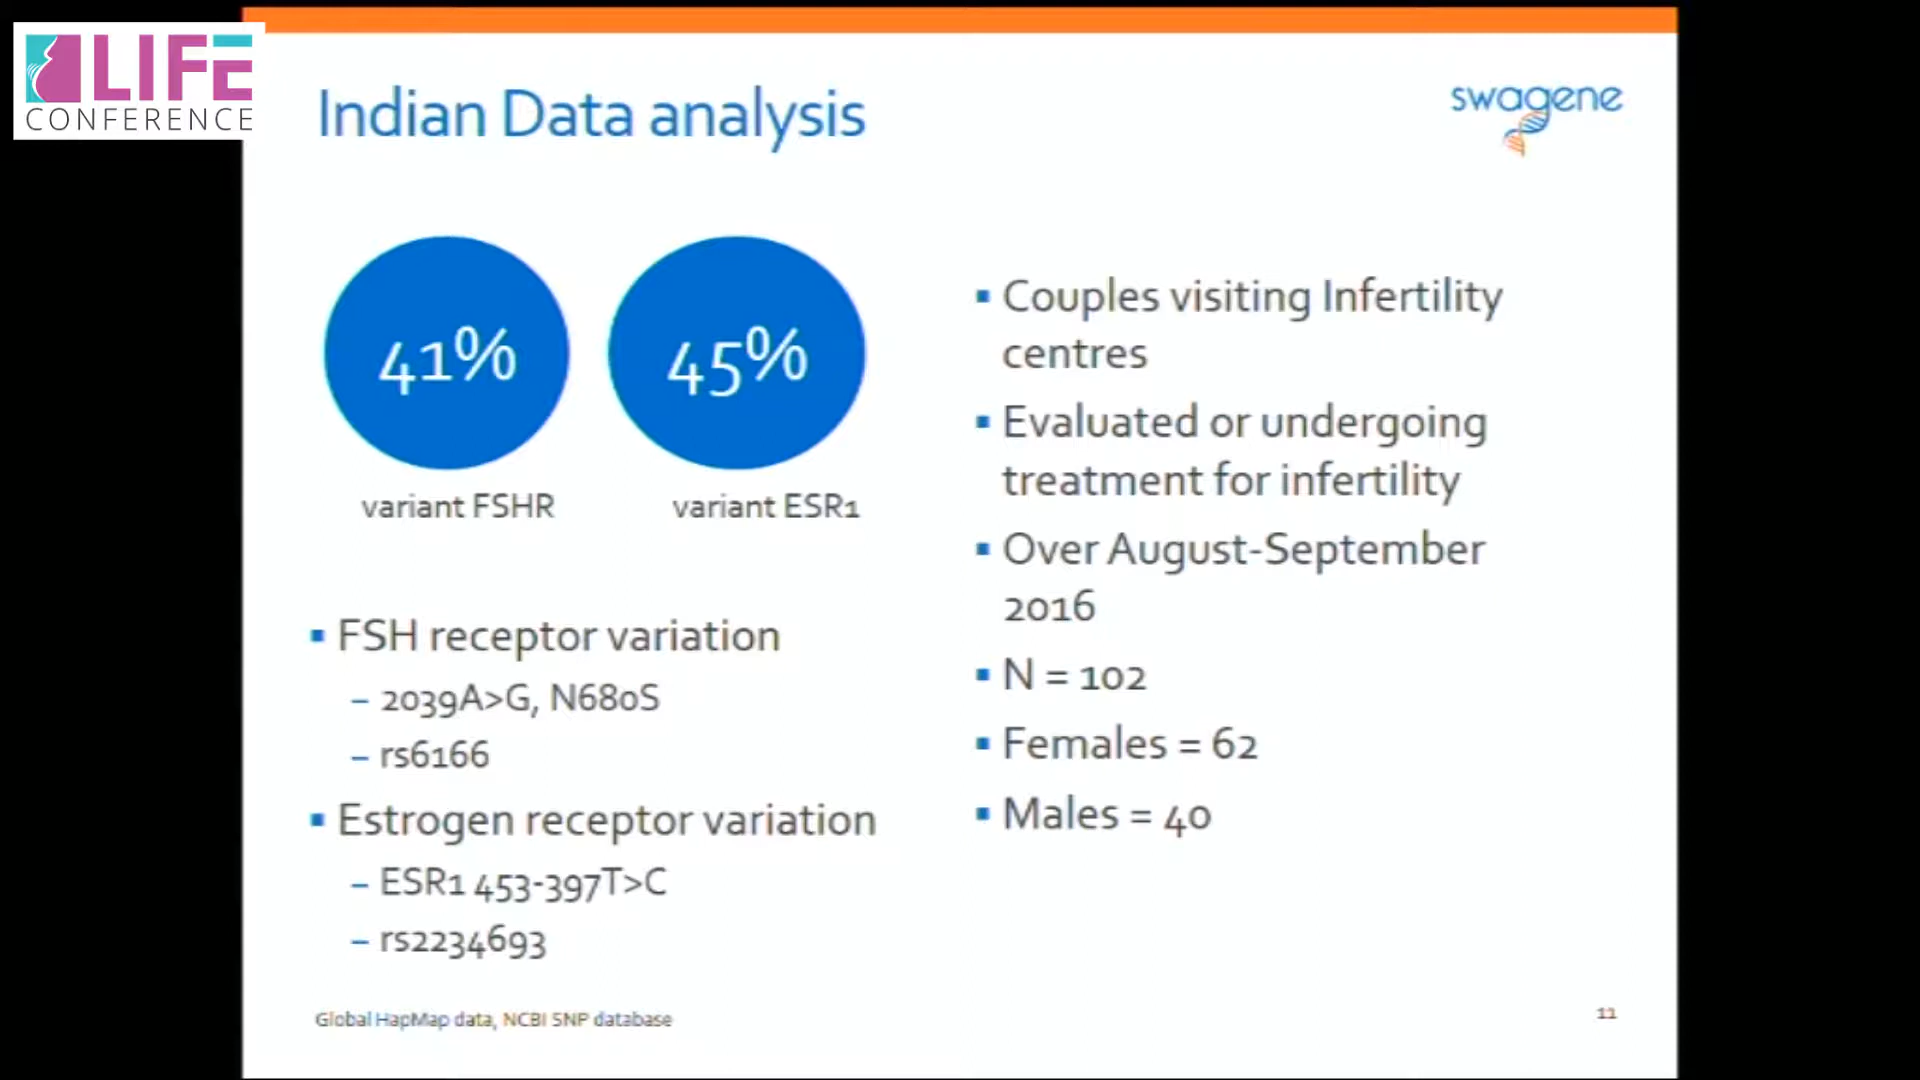 LIFE
CONFERENCE
Indian Data analysis
swagene
41%
45%
variant FSHR
variant ESR1
▪ FSH receptor variation
– 2039A>G, N680S
– rs6166
▪ Estrogen receptor variation
– ESR1 453-397T>C
– rs2234693
▪ Couples visiting Infertility
centres
▪ Evaluated or undergoing
treatment for infertility
▪ Over August-September
2016
▪ N = 102
▪ Females = 62
▪ Males = 40
Global HapMap data, NCBI SNP database
11